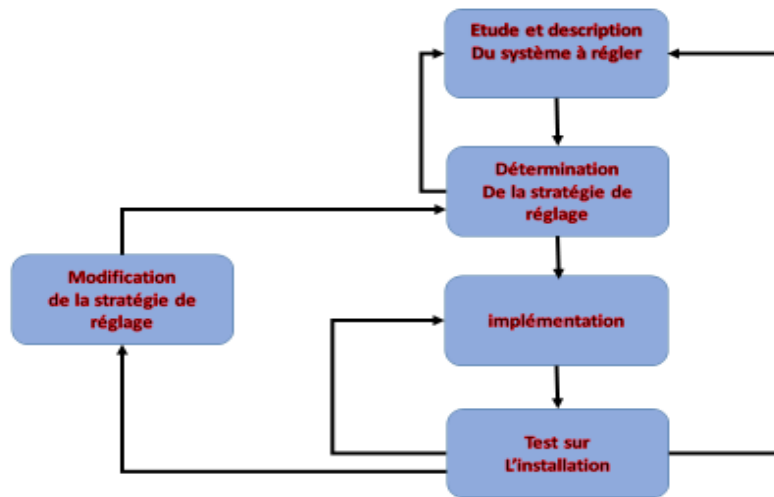 Etude et description
Du système à régler
Détermination
De la stratégie de
réglage
Modification
de la stratégie de
réglage
implémentation
Test sur
L'installation